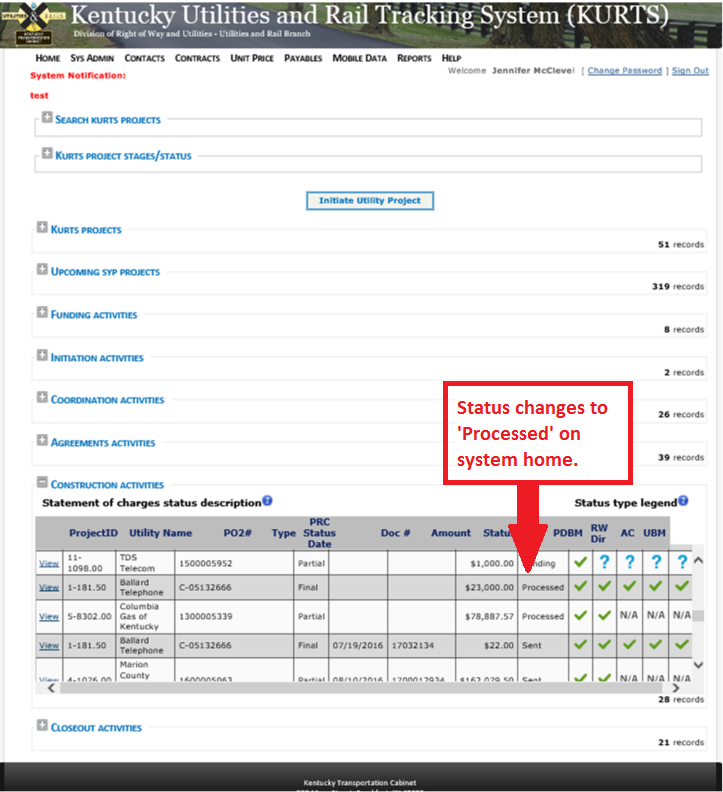 UTILITIES RAILS
KENTUCKY
TRANSPORTATION
CABINET
Kentucky Utilities and Rail Tracking System (KURTS)
Division of Right of Way and Utilities - Utilities and Rail Branch
HOME SYS ADMIN CONTACTS CONTRACTS UNIT PRICE PAYABLES MOBILE DATA REPORTS HELP
Welcome Jennifer McCleve! [ Change Password ] Sign Out
System Notification:
test
SEARCH KURTS PROJECTS
KURTS PROJECT STAGES/STATUS
Initiate Utility Project
KURTS PROJECTS
51 records
UPCOMING SYP PROJECTS
319 records
FUNDING ACTIVITIES
8 records
INITIATION ACTIVITIES
2 records
COORDINATION ACTIVITIES
26 records
AGREEMENTS ACTIVITIES
39 records
Status changes to
'Processed' on
system home.
CONSTRUCTION ACTIVITIES
Statement of charges status description ? Status type legend ?
ProjectID Utility Name PO2# Type PRC Status Date Doc # Amount Status PDBM RW Dir AC UBM
View 11-1098.00 TDS Telecom 1500005952 Partial $1,000.00 ✓ ? ? ? ?
View 1-181.50 Ballard Telephone C-05132666 Final $23,000.00 Processed ✓ ✓ ✓ ✓ ✓
View 5-8302.00 Columbia Gas of Kentucky 1300005339 Partial $78,887.57 Processed ✓ ✓ N/A N/A N/A
View 1-181.50 Ballard Telephone C-05132666 Final 07/19/2016 17032134 $22.00 Sent ✓ ✓ ✓ ✓ ✓
View 4-1076.00 Marion County 1600005063 Partial 08/10/2016 1700012934 $162,079.50 Sent ✓ ✓ N/A N/A N/A
28 records
CLOSEOUT ACTIVITIES
21 records
Kentucky Transportation Cabinet